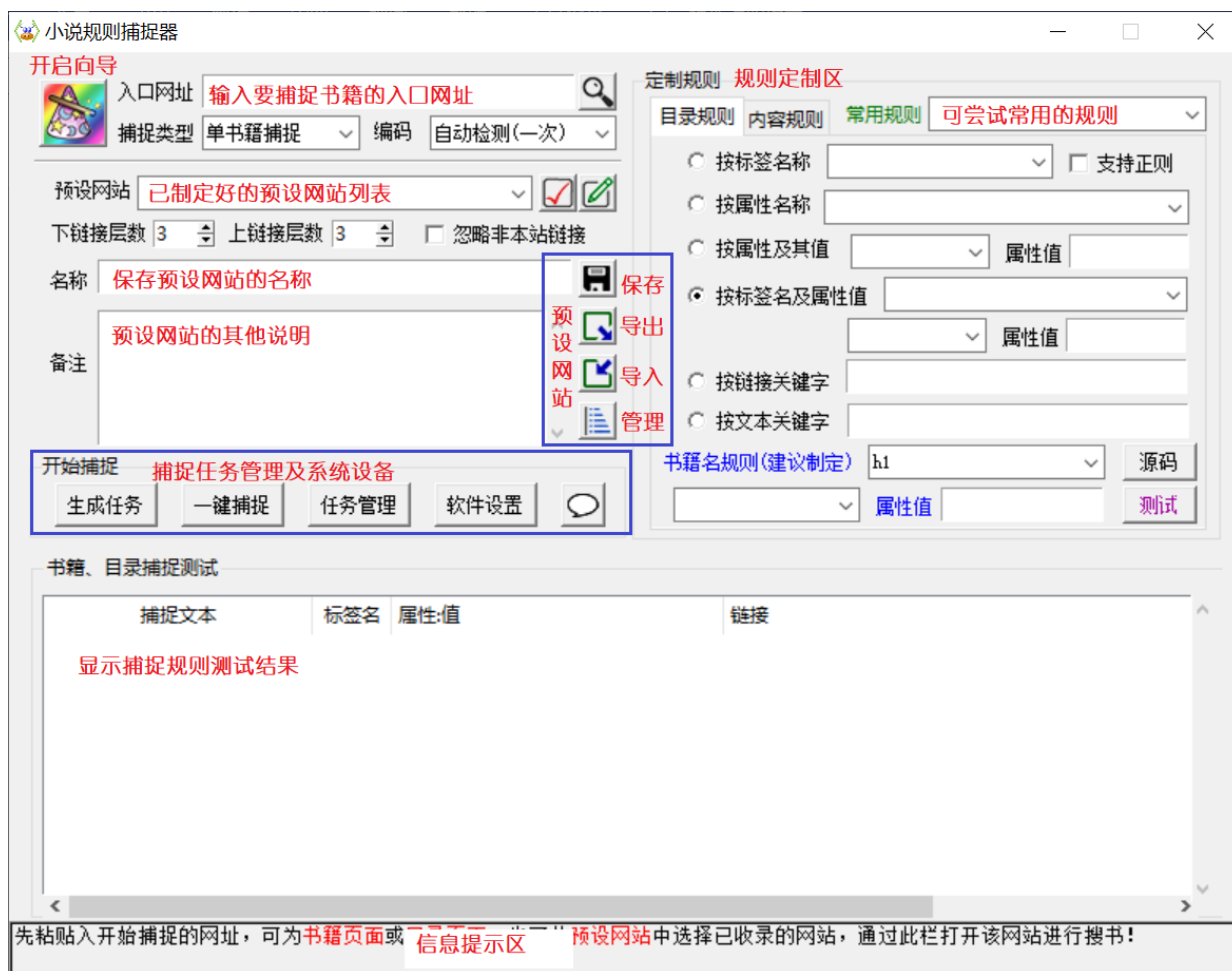 小说规则捕捉器
开启向导
入口网址 输入要捕捉书籍的入口网址
捕捉类型 单书籍捕捉 编码 自动检测(一次)
预设网站 已制定好的预设网站列表
下链接层数 3 上链接层数 3 忽略非本站链接
名称 保存预设网站的名称
备注 预设网站的其他说明
预设网站
保存
导出
导入
管理
开始捕捉 捕捉任务管理及系统设备
生成任务 一键捕捉 任务管理 软件设置
定制规则 规则定制区
目录规则 内容规则 常用规则 可尝试常用的规则
按标签名称 支持正则
按属性名称
按属性及其值 属性值
按标签名及属性值
属性值
按链接关键字
按文本关键字
书籍名规则(建议制定) h1 源码
属性值 测试
书籍、目录捕捉测试
捕捉文本 标签名 属性:值 链接
显示捕捉规则测试结果
先粘贴入开始捕捉的网址，可为书籍页面或 预设网站中选择已收录的网站，通过此栏打开该网站进行搜书!
信息提示区